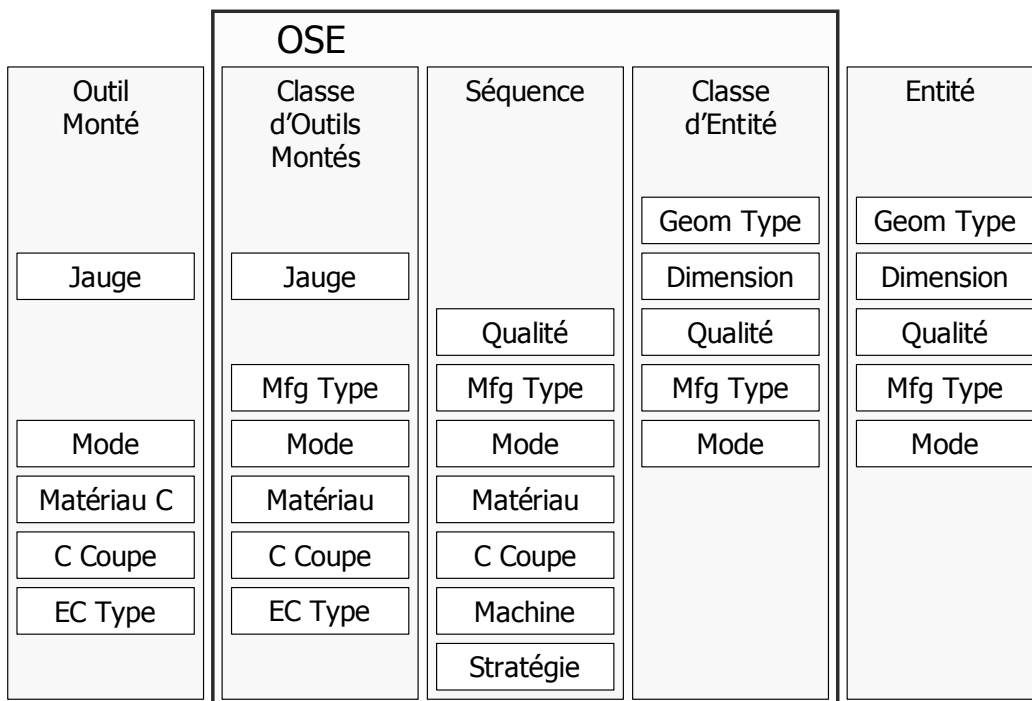 OSE
Outil
Monté
Jauge
Mode
Matériau C
C Coupe
EC Type
Classe
d'Outils
Montés
Jauge
Mfg Type
Mode
Matériau
C Coupe
EC Type
Séquence
Qualité
Mfg Type
Mode
Matériau
C Coupe
Machine
Stratégie
Classe
d'Entité
Geom Type
Dimension
Qualité
Mfg Type
Mode
Entité
Geom Type
Dimension
Qualité
Mfg Type
Mode